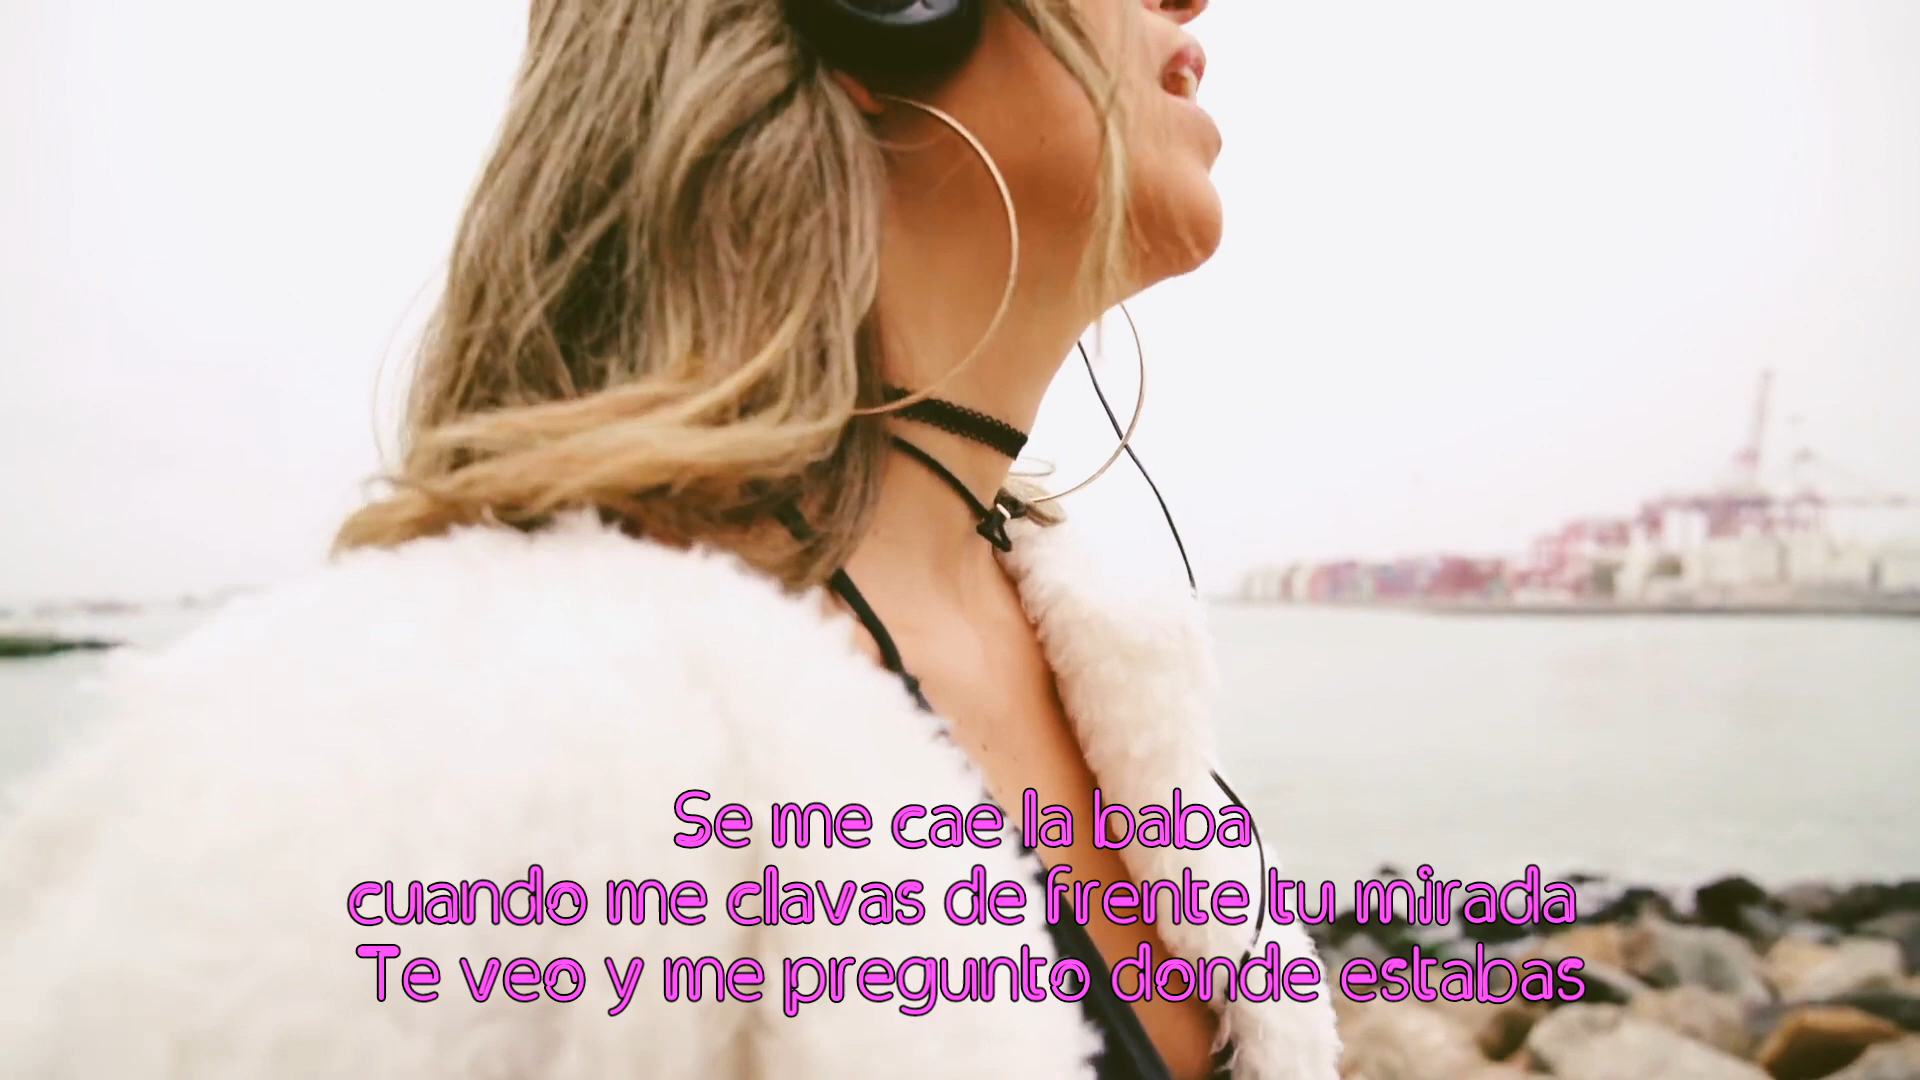 Se me cae la baba
cuando me clavas de frente tu mirada
Te veo y me pregunto donde estabas